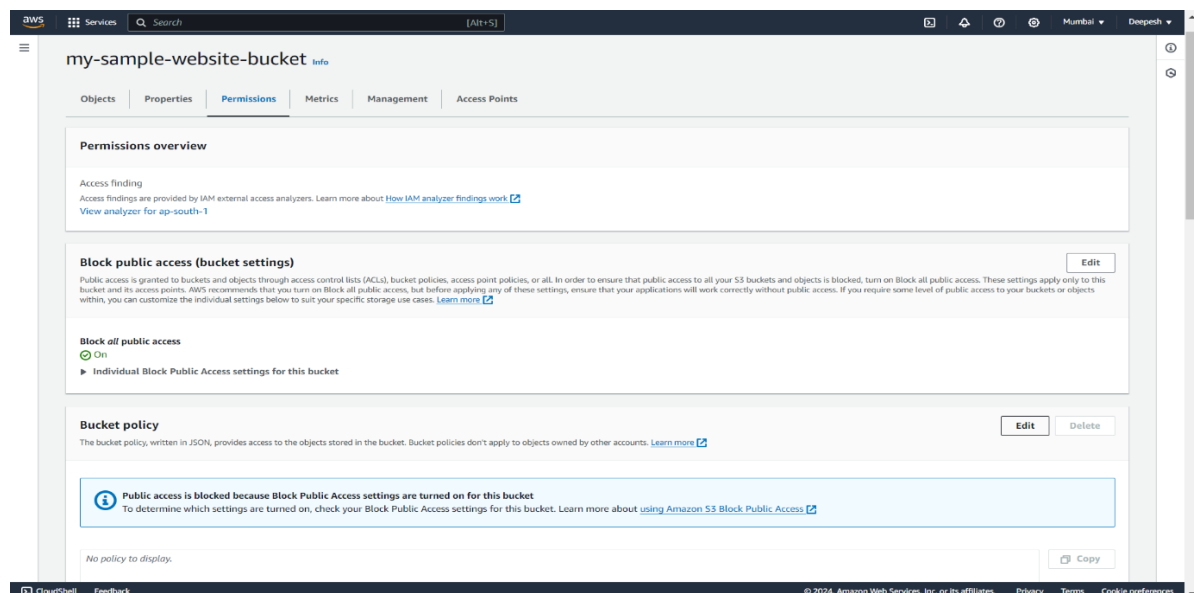 aws Services Search [Alt+S] Mumbai Deepesh
my-sample-website-bucket Info
Objects Properties Permissions Metrics Management Access Points
Permissions overview
Access finding
Access findings are provided by IAM external access analyzers. Learn more about How IAM analyzer findings work
View analyzer for ap-south-1
Block public access (bucket settings) Edit
Public access is granted to buckets and objects through access control lists (ACLs), bucket policies, access point policies, or all. In order to ensure that public access to all your S3 buckets and objects is blocked, turn on Block all public access. These settings apply only to this
bucket and its access points. AWS recommends that you turn on Block all public access, but before applying any of these settings, ensure that your applications will work correctly without public access. If you require some level of public access to your buckets or objects
within, you can customize the individual settings below to suit your specific storage use cases. Learn more
Block all public access
On
Individual Block Public Access settings for this bucket
Bucket policy Edit Delete
The bucket policy, written in JSON, provides access to the objects stored in the bucket. Bucket policies don't apply to objects owned by other accounts. Learn more
Public access is blocked because Block Public Access settings are turned on for this bucket
To determine which settings are turned on, check your Block Public Access settings for this bucket. Learn more about using Amazon S3 Block Public Access
No policy to display. Copy
CloudShell Feedback © 2024, Amazon Web Services, Inc. or its affiliates. Privacy Terms Cookie preferences